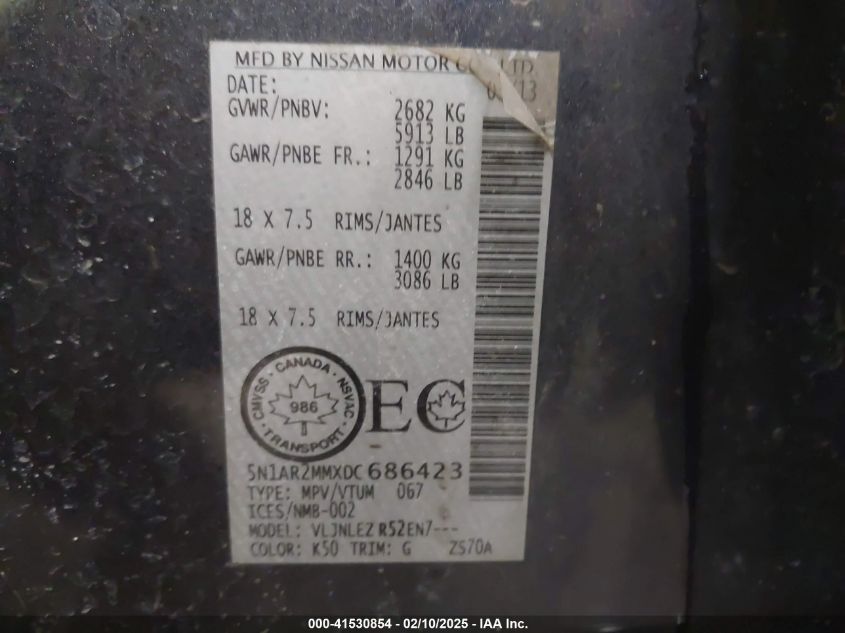 MFD BY NISSAN MOTOR CO., LTD.
DATE: /13
GVWR/PNBV: 2682 KG
5913 LB
GAWR/PNBE FR.: 1291 KG
2846 LB
18 X 7.5 RIMS/JANTES
GAWR/PNBE RR.: 1400 KG
3086 LB
18 X 7.5 RIMS/JANTES
CANADA · NSVAC · TRANSPORT · CMVSS ·
986
EC
5N1AR2MMXDC686423
TYPE: MPV/VTUM 067
ICES/NMB-002
MODEL: VLJNLEZ R52EN7---
COLOR: K50 TRIM: G ZS70A
000-41530854 — 02/10/2025 — IAA Inc.